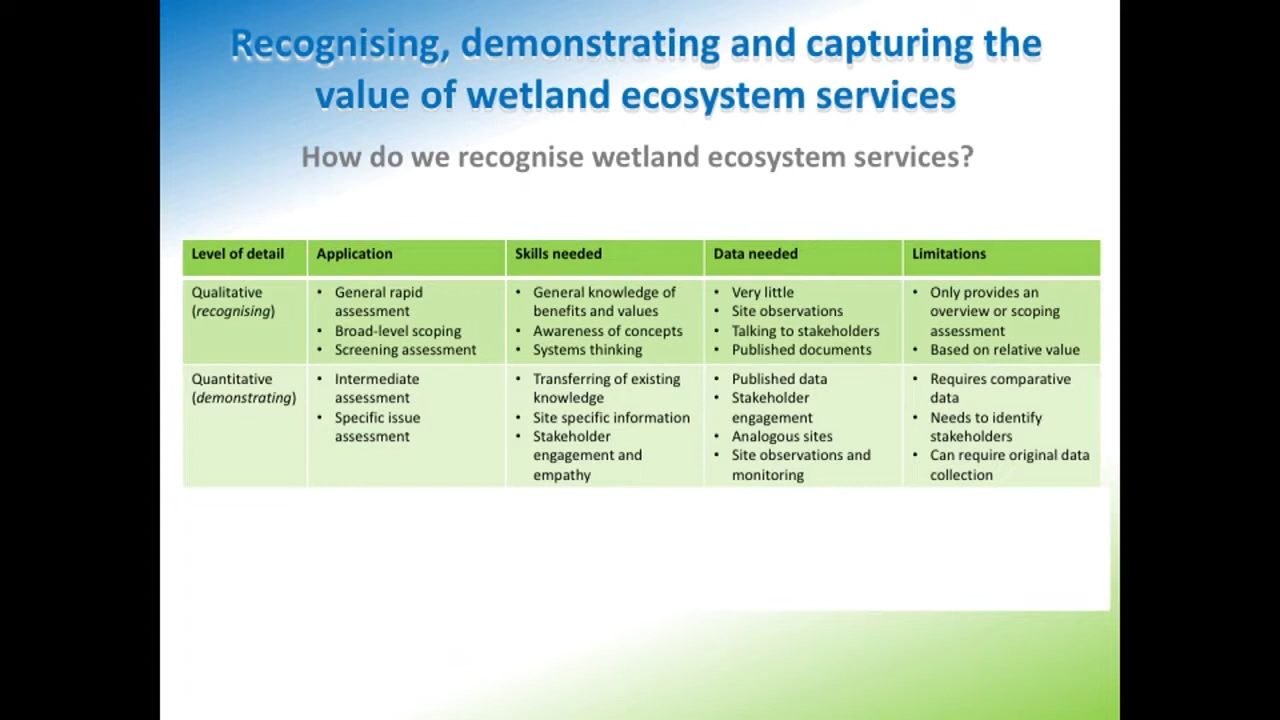 Recognising, demonstrating and capturing the
value of wetland ecosystem services
How do we recognise wetland ecosystem services?
Level of detail
Application
Skills needed
Data needed
Limitations
Qualitative
(recognising)
• General rapid
assessment
• Broad-level scoping
• Screening assessment
• General knowledge of
benefits and values
• Awareness of concepts
• Systems thinking
• Very little
• Site observations
• Talking to stakeholders
• Published documents
• Only provides an
overview or scoping
assessment
• Based on relative value
Quantitative
(demonstrating)
• Intermediate
assessment
• Specific issue
assessment
• Transferring of existing
knowledge
• Site specific information
• Stakeholder
engagement and
empathy
• Published data
• Stakeholder
engagement
• Analogous sites
• Site observations and
monitoring
• Requires comparative
data
• Needs to identify
stakeholders
• Can require original data
collection